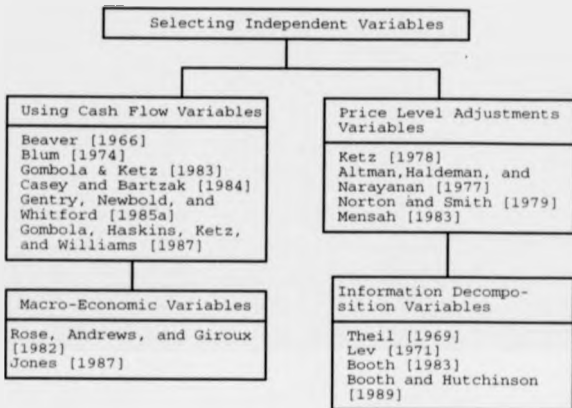 Selecting Independent Variables
Using Cash Flow Variables
Beaver [1966]
Blum [1974]
Gombola & Ketz [1983]
Casey and Bartzak [1984]
Gentry, Newbold, and
Whitford [1985a]
Gombola, Haskins, Ketz,
and Williams [1987]
Price Level Adjustments
Variables
Ketz [1978]
Altman,Haldeman, and
Narayanan [1977]
Norton and Smith [1979]
Mensah [1983]
Macro-Economic Variables
Rose, Andrews, and Giroux
[1982]
Jones [1987]
Information Decompo-
sition Variables
Theil [1969]
Lev [1971]
Booth [1983]
Booth and Hutchinson
[1989]